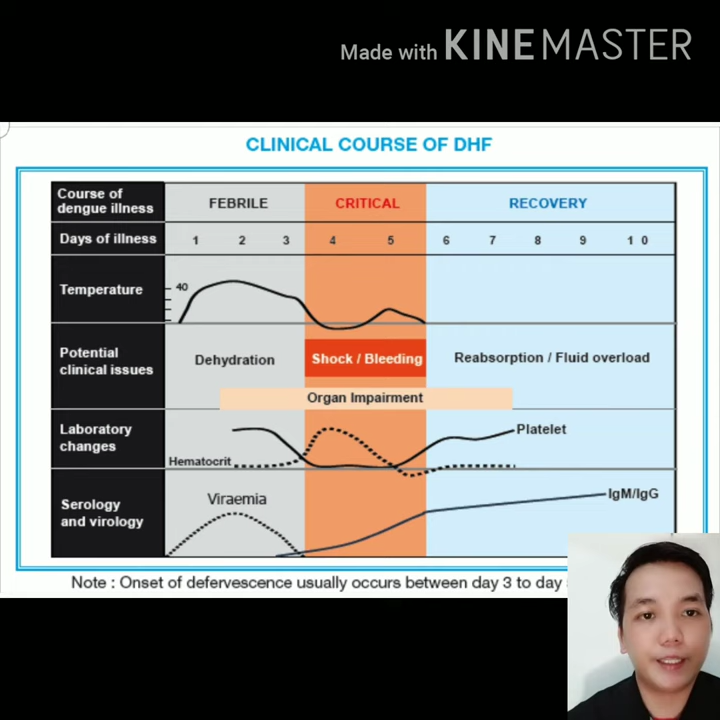 Made with KINEMASTER
CLINICAL COURSE OF DHF
Course of
dengue illness
FEBRILE
CRITICAL
RECOVERY
Days of illness
1 2 3 4 5 6 7 8 9 1 0
Temperature
40
Potential
clinical issues
Dehydration
Shock / Bleeding
Reabsorption / Fluid overload
Organ Impairment
Laboratory
changes
Platelet
Hematocrit
Serology
and virology
Viraemia
IgM/IgG
Note : Onset of defervescence usually occurs between day 3 to day